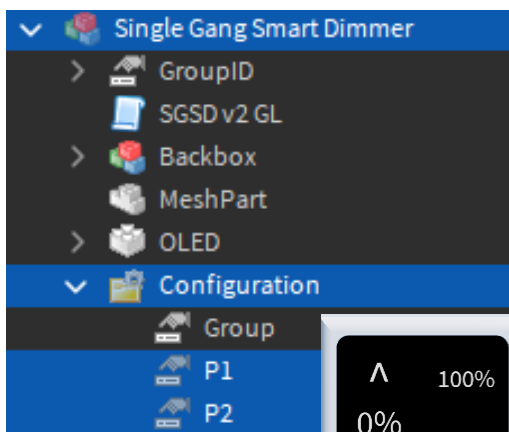 Single Gang Smart Dimmer
GroupID
SGSD v2 GL
Backbox
MeshPart
OLED
Configuration
Group
P1
P2
^ 100%
0%